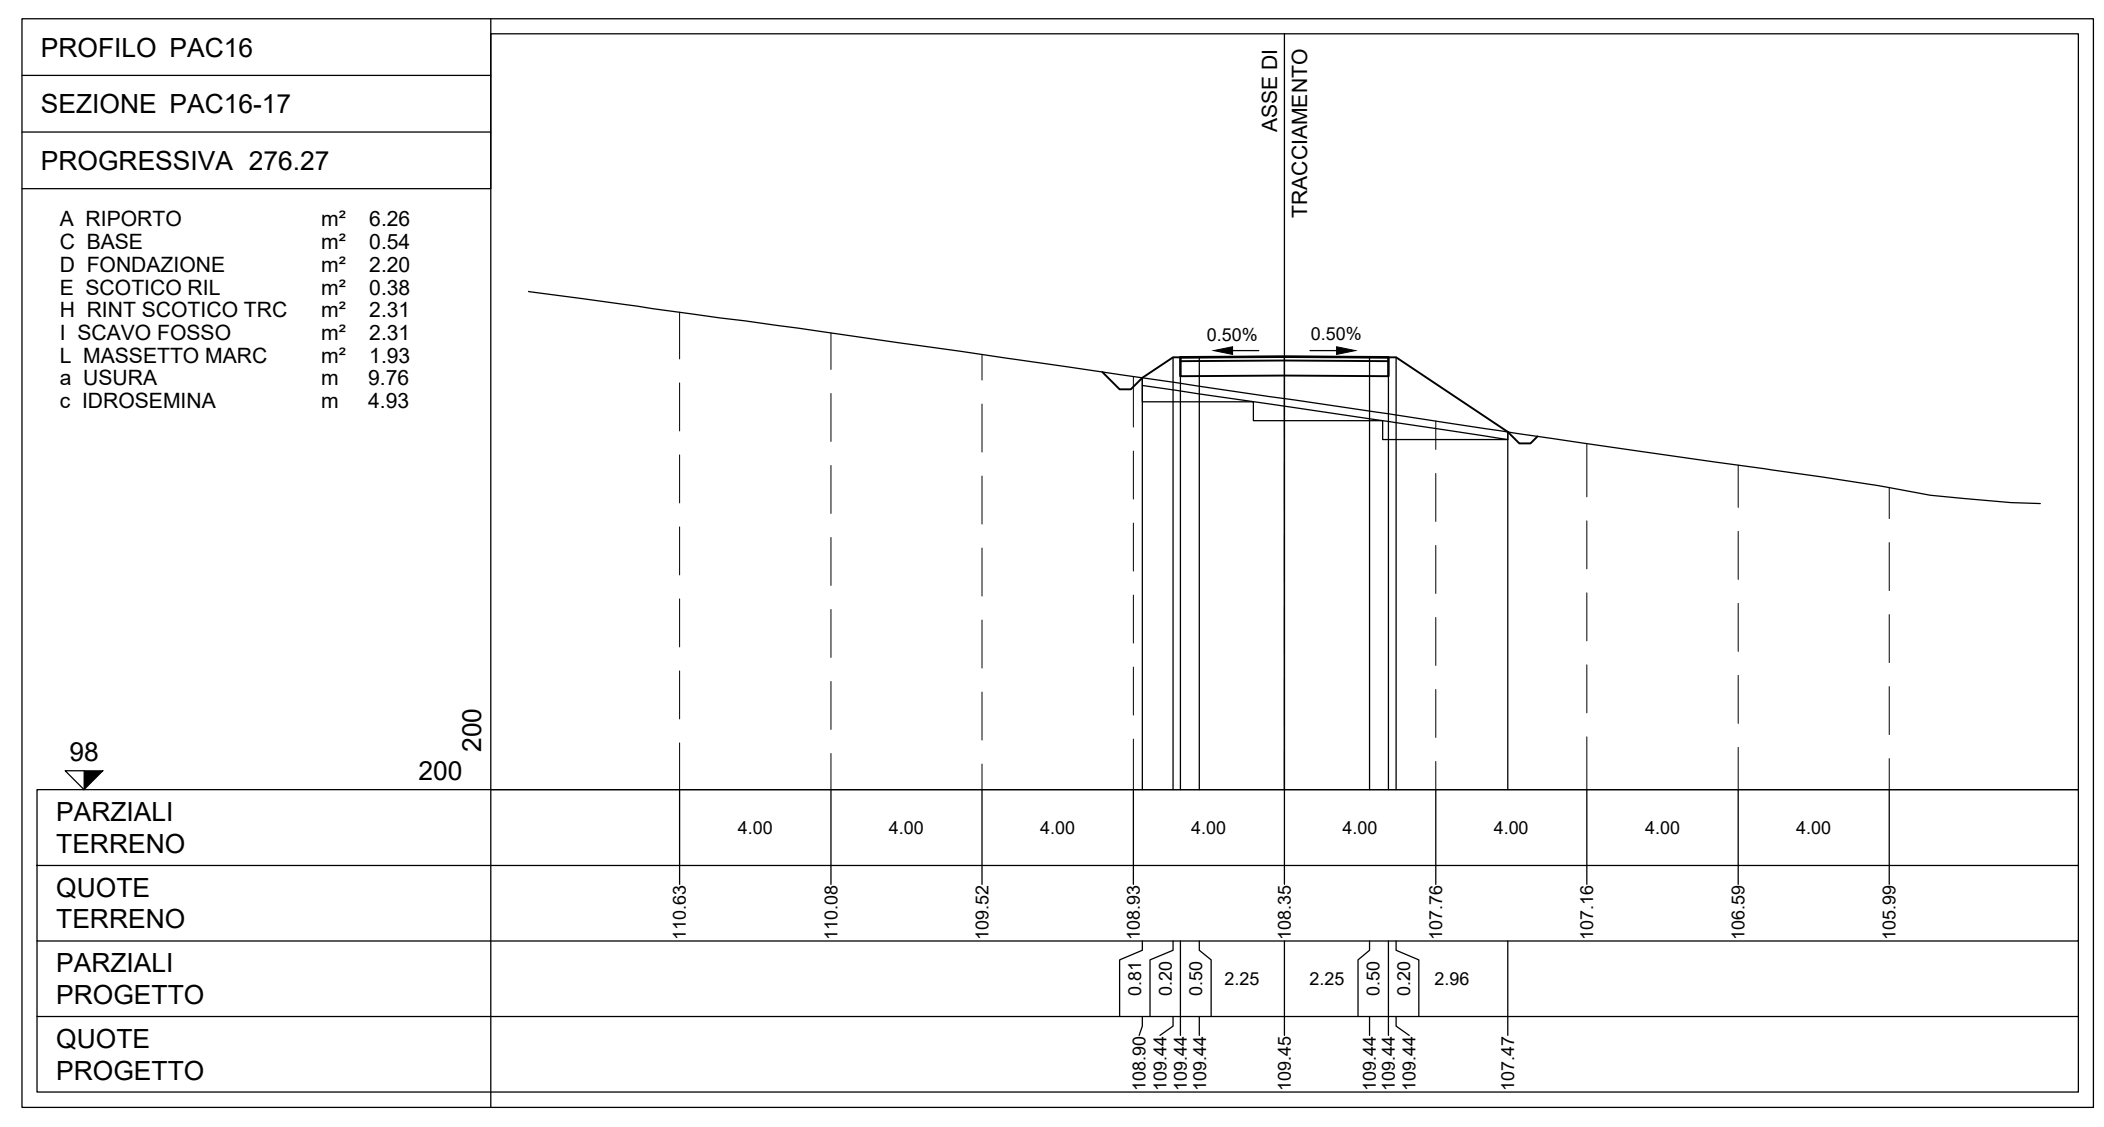 PROFILO PAC16
SEZIONE PAC16-17
PROGRESSIVA 276.27
A RIPORTO m² 6.26
C BASE m² 0.54
D FONDAZIONE m² 2.20
E SCOTICO RIL m² 0.38
H RINT SCOTICO TRC m² 2.31
I SCAVO FOSSO m² 2.31
L MASSETTO MARC m² 1.93
a USURA m 9.76
c IDROSEMINA m 4.93
ASSE DI
TRACCIAMENTO
0.50% 0.50%
98
200
200
PARZIALI
TERRENO
4.00 4.00 4.00 4.00 4.00 4.00 4.00 4.00
QUOTE
TERRENO
110.63 110.08 109.52 108.93 108.35 107.76 107.16 106.59 105.99
PARZIALI
PROGETTO
0.81 0.20 0.50 2.25 2.25 0.50 0.20 2.96
QUOTE
PROGETTO
108.90 109.44 109.44 109.44 109.45 109.44 109.44 109.44 107.47